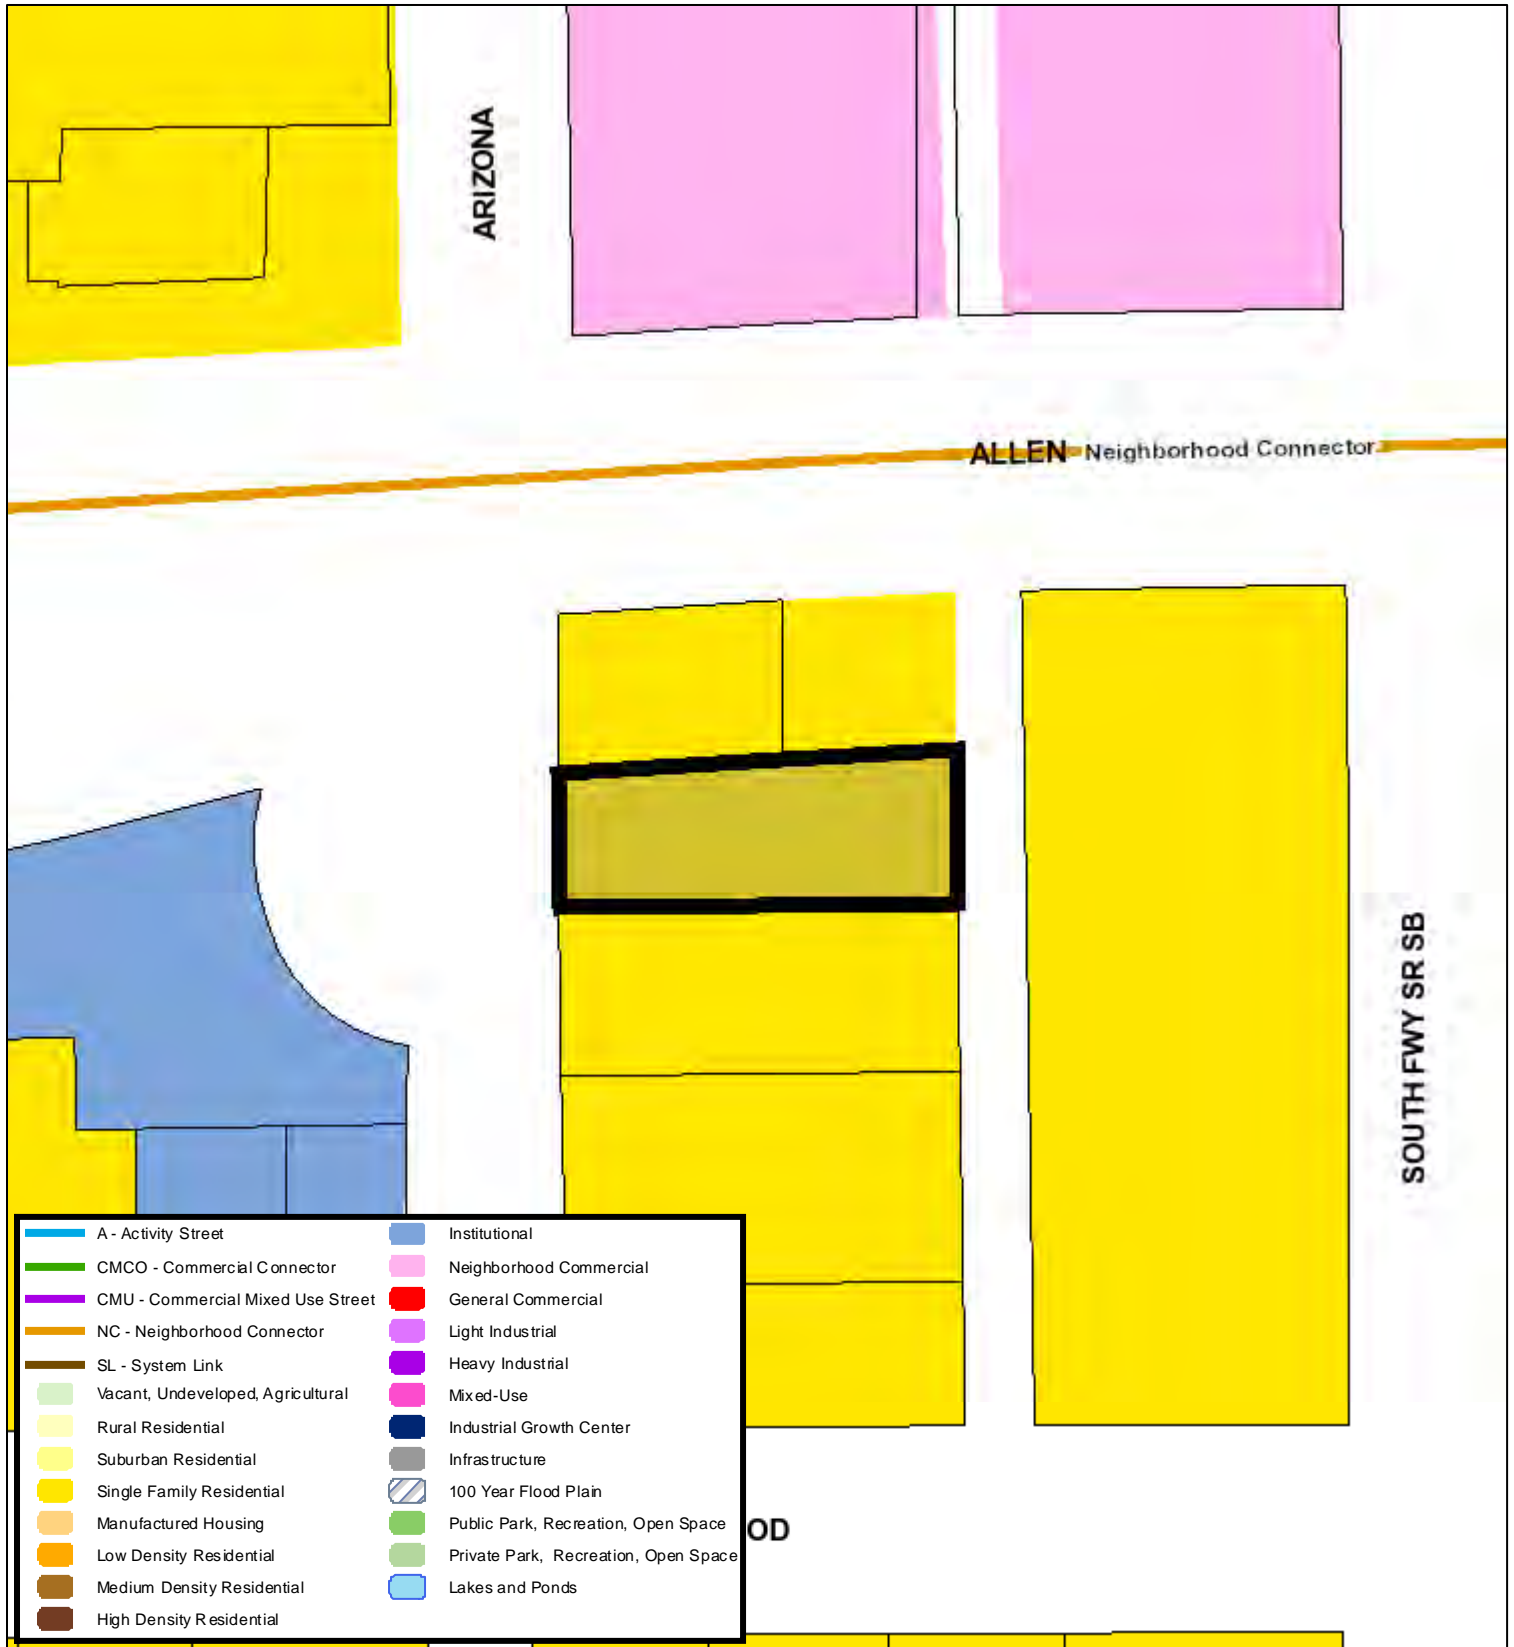 ARIZONA
ALLEN
Neighborhood Connector
SOUTH FWY SR SB
OD
A - Activity Street
CMCO - Commercial Connector
CMU - Commercial Mixed Use Street
NC - Neighborhood Connector
SL - System Link
Vacant, Undeveloped, Agricultural
Rural Residential
Suburban Residential
Single Family Residential
Manufactured Housing
Low Density Residential
Medium Density Residential
High Density Residential
Institutional
Neighborhood Commercial
General Commercial
Light Industrial
Heavy Industrial
Mixed-Use
Industrial Growth Center
Infrastructure
100 Year Flood Plain
Public Park, Recreation, Open Space
Private Park, Recreation, Open Space
Lakes and Ponds